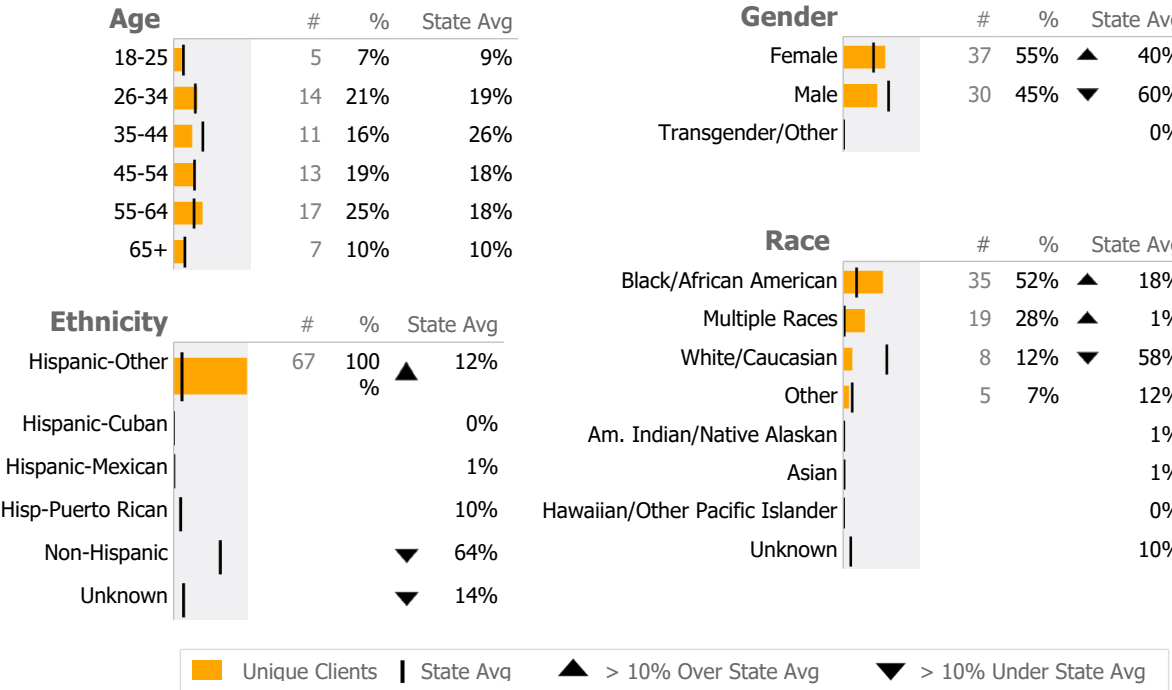 Age # % State Avg
18-25 5 7% 9%
26-34 14 21% 19%
35-44 11 16% 26%
45-54 13 19% 18%
55-64 17 25% 18%
65+ 7 10% 10%
Ethnicity # % State Avg
Hispanic-Other 67 100 12%
%
Hispanic-Cuban 0%
Hispanic-Mexican 1%
Hisp-Puerto Rican 10%
Non-Hispanic 64%
Unknown 14%
Gender # % State Avg
Female 37 55% 40%
Male 30 45% 60%
Transgender/Other 0%
Race # % State Avg
Black/African American 35 52% 18%
Multiple Races 19 28% 1%
White/Caucasian 8 12% 58%
Other 5 7% 12%
Am. Indian/Native Alaskan 1%
Asian 1%
Hawaiian/Other Pacific Islander 0%
Unknown 10%
Unique Clients State Avg > 10% Over State Avg > 10% Under State Avg